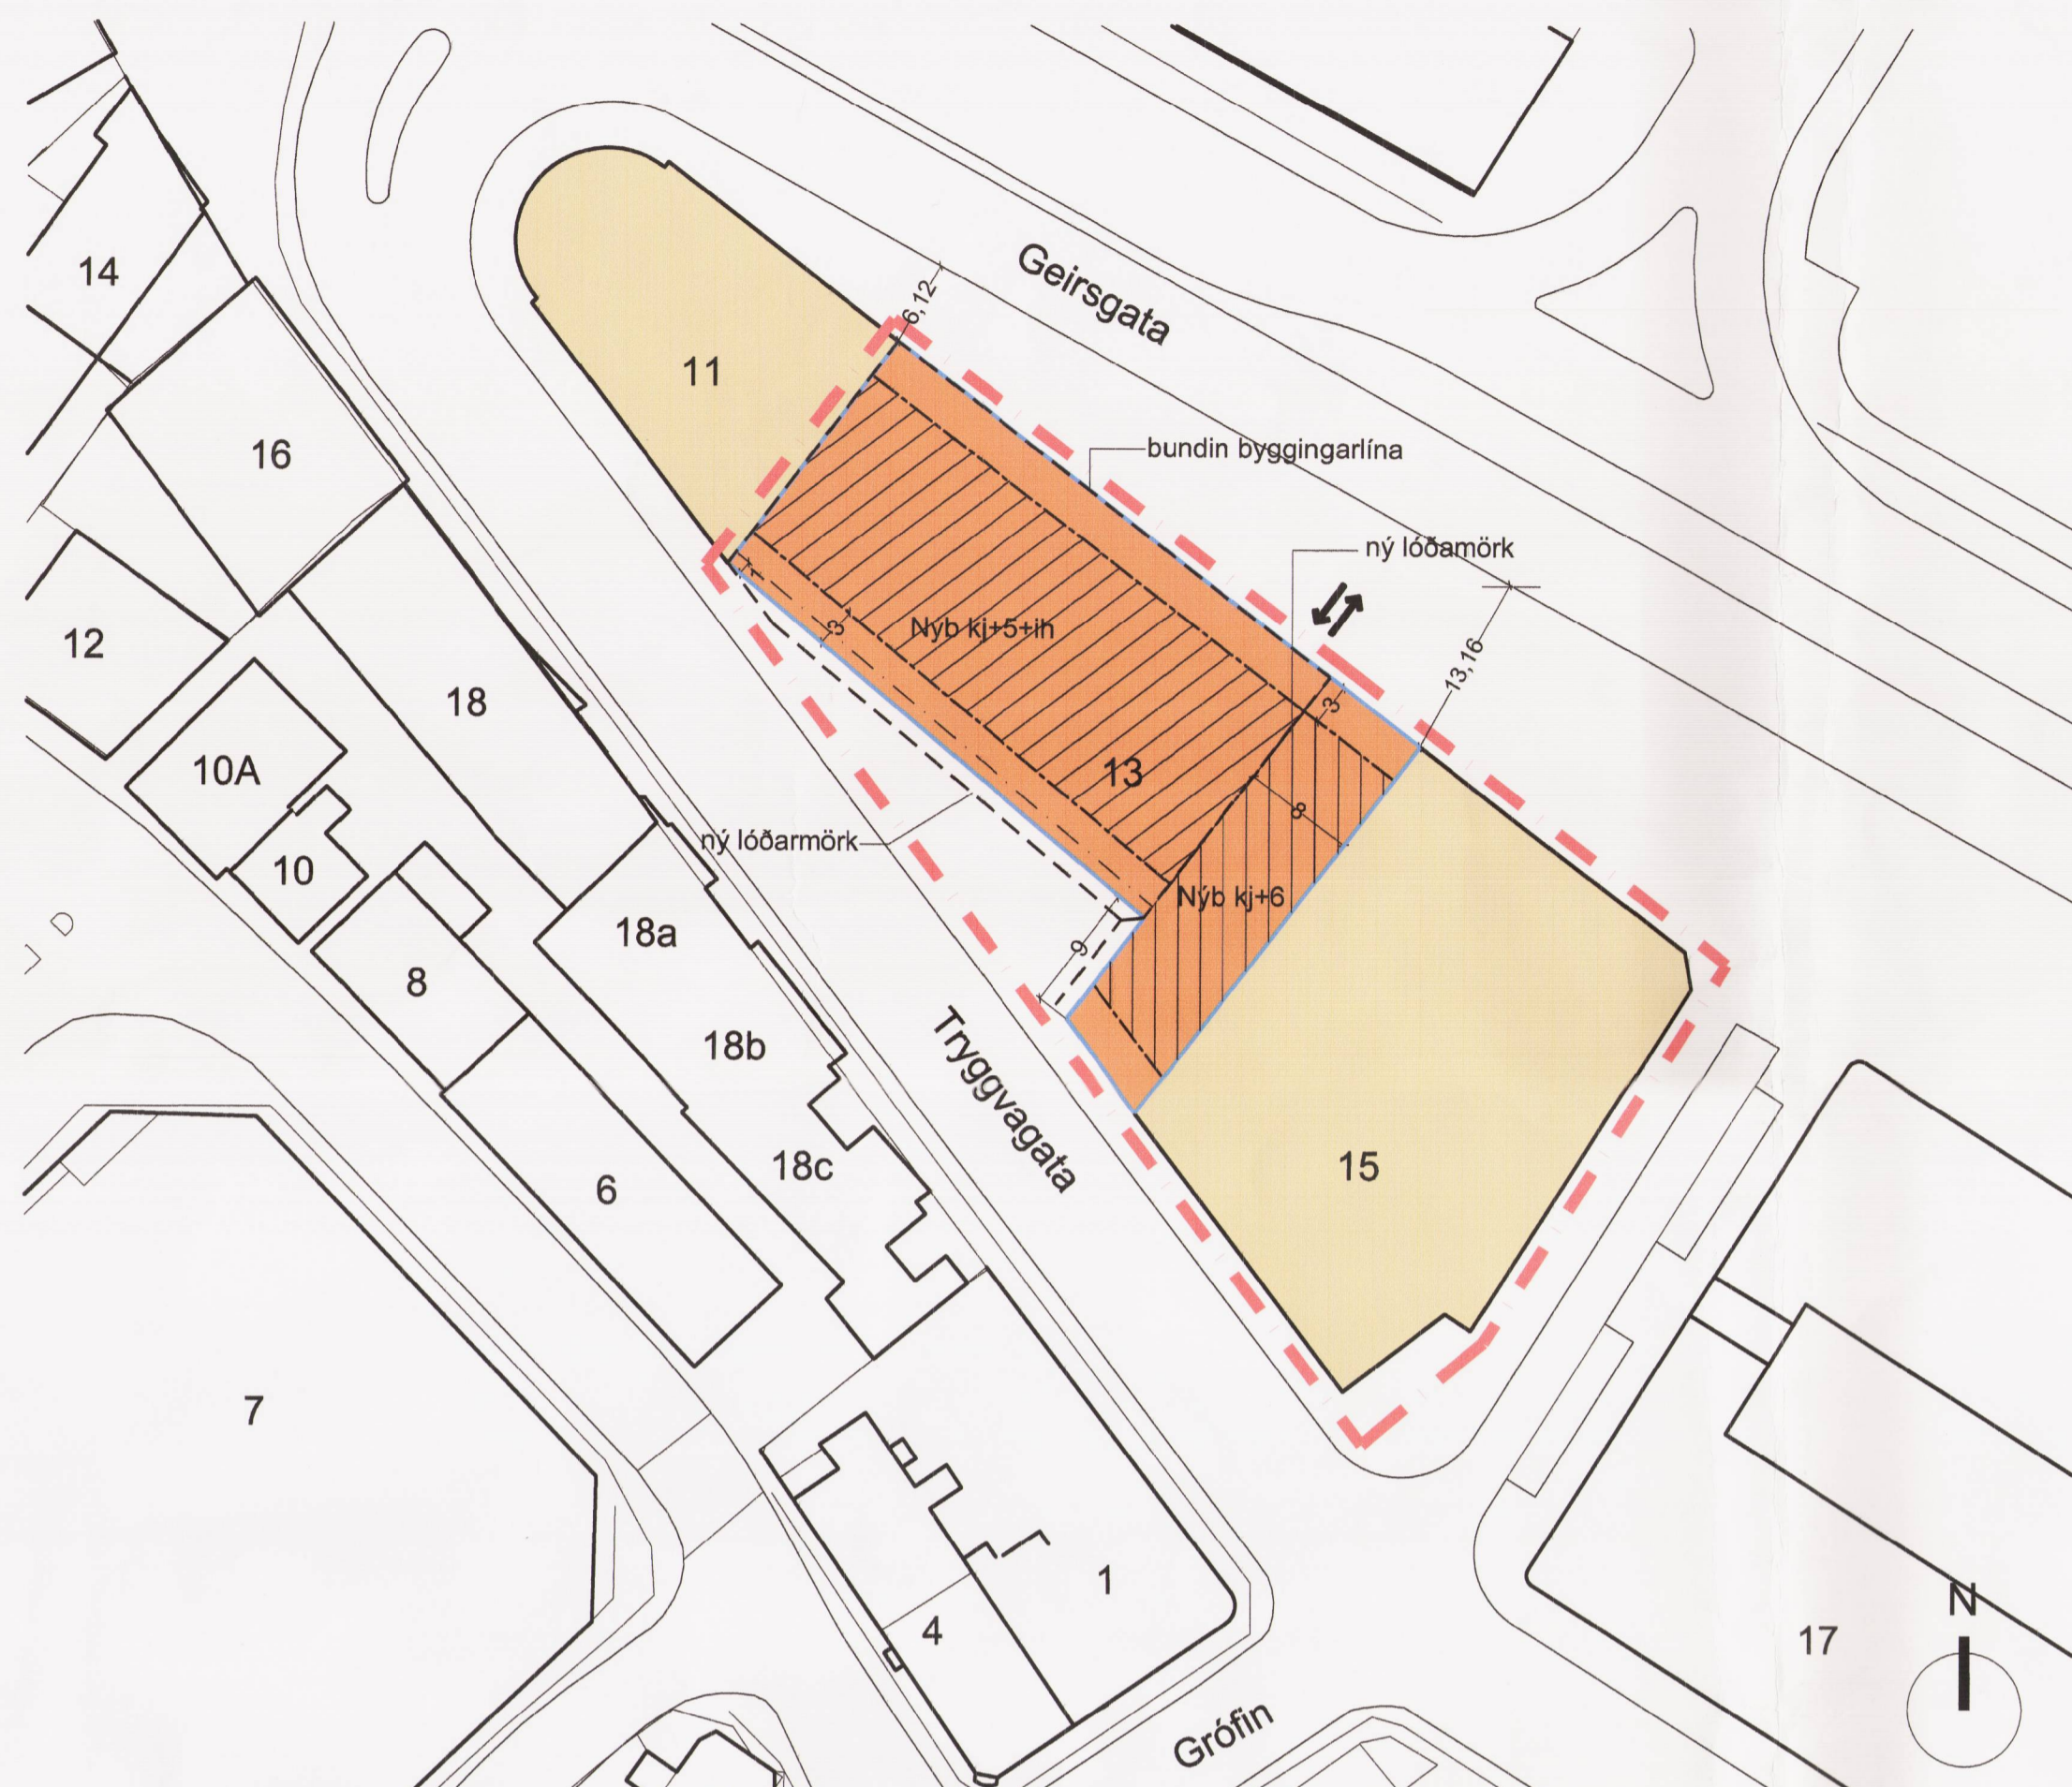 Geirsgata
6,12
14
11
bundin byggingarlína
16
ný lóðamörk
Nýb kj+5+ih
3
12
13,16
3
18
10A
13
8
ný lóðarmörk
10
Nýb kj+6
18a
9
8
18b
Tryggvagata
18c
15
6
7
1
N
4
17
Grófin